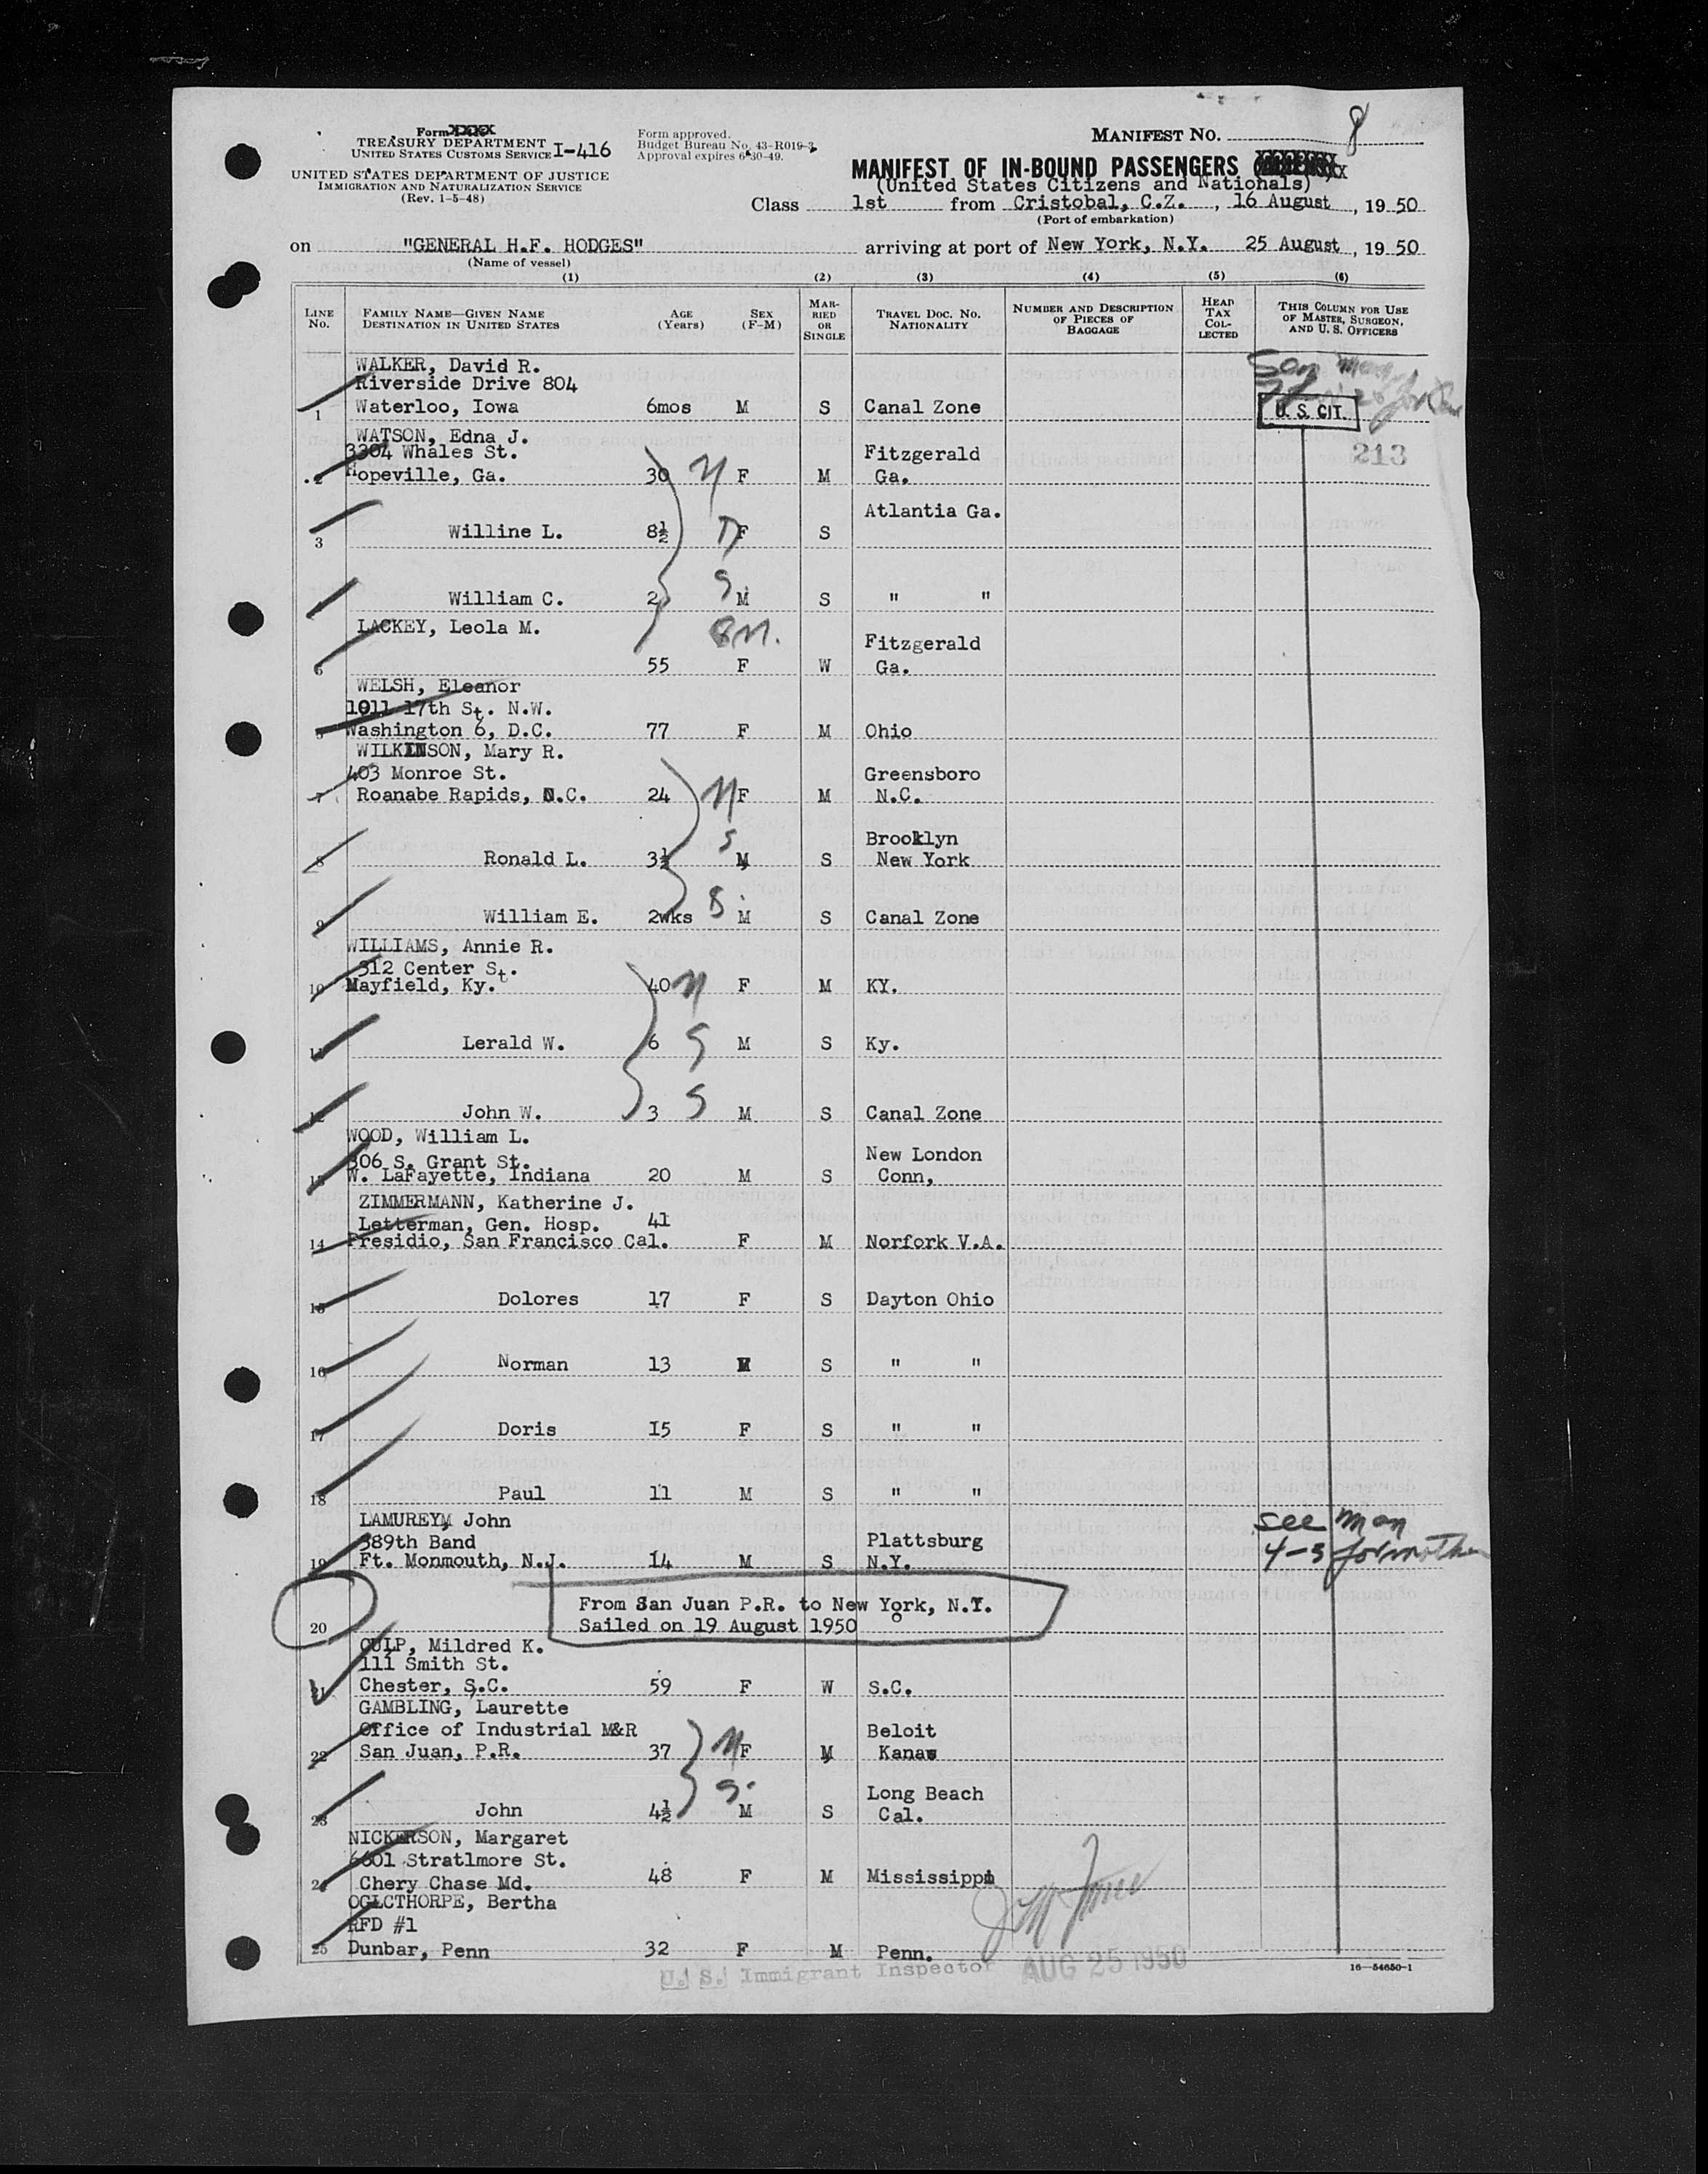 Form
TREASURY DEPARTMENT
UNITED STATES CUSTOMS SERVICE I-416
UNITED STATES DEPARTMENT OF JUSTICE
IMMIGRATION AND NATURALIZATION SERVICE
(Rev. 1-5-48)
Form approved.
Budget Bureau No. 43-R019-3.
Approval expires 6-30-49.
MANIFEST NO. 8
MANIFEST OF IN-BOUND PASSENGERS
(United States Citizens and Nationals)
Class 1st from Cristobal, C.Z., 16 August, 1950
(Port of embarkation)
on "GENERAL H.F. HODGES" arriving at port of New York, N.Y. 25 August, 1950
(Name of vessel)
(1) (2) (3) (4) (5) (6)
LINE NO. FAMILY NAME—GIVEN NAME DESTINATION IN UNITED STATES AGE (Years) SEX (F-M) MARRIED OR SINGLE TRAVEL DOC. NO. NATIONALITY NUMBER AND DESCRIPTION OF PIECES OF BAGGAGE HEAD TAX COLLECTED THIS COLUMN FOR USE OF MASTER, SURGEON, AND U. S. OFFICERS
WALKER, David R.
Riverside Drive 804
1 Waterloo, Iowa 6mos M S Canal Zone U. S. CIT.
WATSON, Edna J.
3304 Whales St. Fitzgerald 213
2 Hopeville, Ga. 30 M F M Ga.
Atlantia Ga.
3 Willine L. 8½ F S
William C. 2 S M S " "
LACKEY, Leola M.
Fitzgerald
55 F W Ga.
WELSH, Eleanor
1011 17th St. N.W.
Washington 6, D.C. 77 F M Ohio
WILKINSON, Mary R.
403 Monroe St. Greensboro
7 Roanabe Rapids, N.C. 24 M F M N.C.
Brooklyn
8 Ronald L. 3½ S M S New York
9 William E. 2wks S M S Canal Zone
WILLIAMS, Annie R.
312 Center St.
10 Mayfield, Ky. 40 M F M KY.
11 Lerald W. 6 S M S Ky.
12 John W. 3 S M S Canal Zone
WOOD, William L.
306 S. Grant St. New London
13 W. LaFayette, Indiana 20 M S Conn,
ZIMMERMANN, Katherine J.
Letterman, Gen. Hosp. 41
14 Presidio, San Francisco Cal. F M Norfork V.A.
15 Dolores 17 F S Dayton Ohio
16 Norman 13 M S " "
17 Doris 15 F S " "
18 Paul 11 M S " "
LAMUREY, John see man
389th Band Plattsburg
19 Ft. Monmouth, N.J. 14 M S N.Y. 4-3 for mother
From San Juan P.R. to New York, N.Y.
20 Sailed on 19 August 1950
CULP, Mildred K.
111 Smith St.
21 Chester, S.C. 59 F W S.C.
GAMBLING, Laurette
Office of Industrial M&R Beloit
22 San Juan, P.R. 37 M F M Kanas
Long Beach
23 John 4½ S M S Cal.
NICKERSON, Margaret
6601 Stratlmore St.
24 Chery Chase Md. 48 F M Mississippi
OGLCTHORPE, Bertha
RFD #1
25 Dunbar, Penn 32 F M Penn.
U. S. Immigrant Inspector AUG 25 1950
16—54650-1